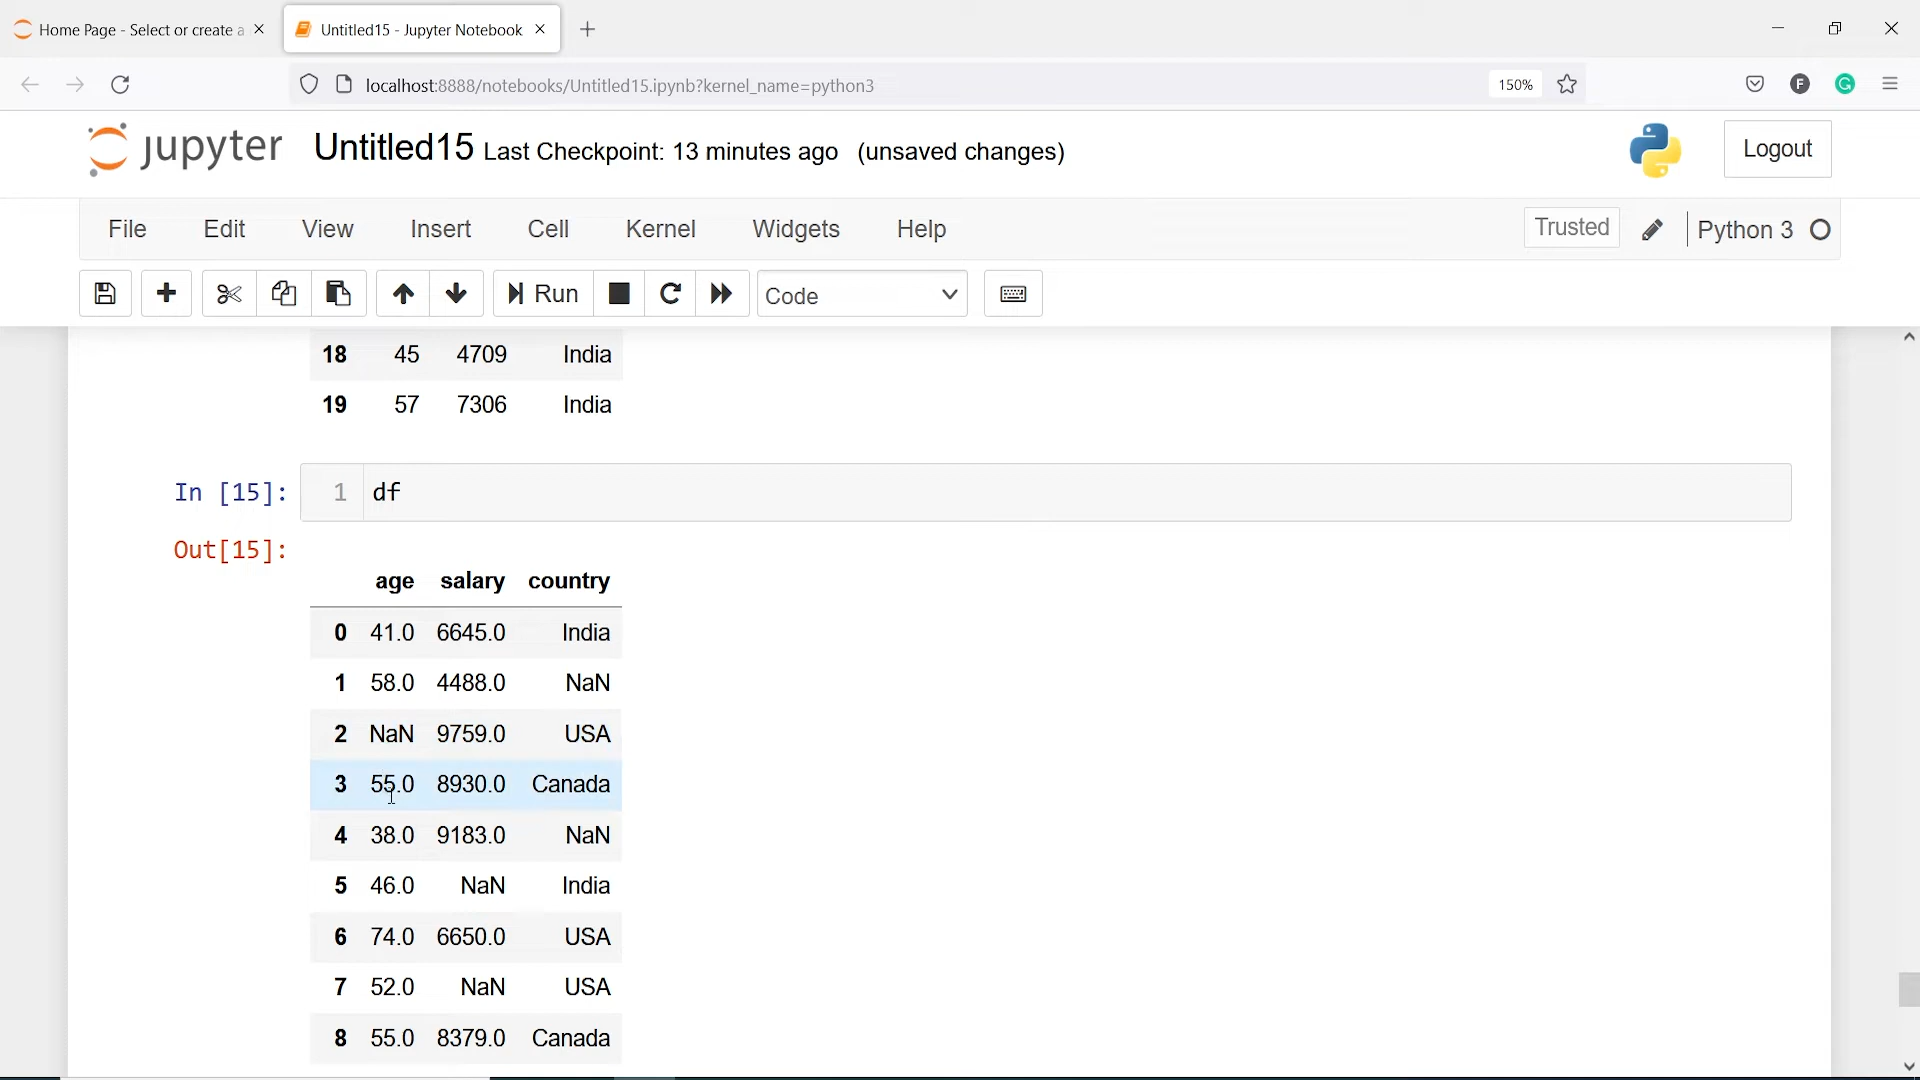 Home Page - Select or create a
Untitled15 - Jupyter Notebook
localhost:8888/notebooks/Untitled15.ipynb?kernel_name=python3
150%
F
G
jupyter Untitled15 Last Checkpoint: 13 minutes ago (unsaved changes)
Logout
File Edit View Insert Cell Kernel Widgets Help
Trusted
Python 3
Run
Code
18 45 4709 India
19 57 7306 India
In [15]: 1 df
Out[15]:
age salary country
0 41.0 6645.0 India
1 58.0 4488.0 NaN
2 NaN 9759.0 USA
3 55.0 8930.0 Canada
4 38.0 9183.0 NaN
5 46.0 NaN India
6 74.0 6650.0 USA
7 52.0 NaN USA
8 55.0 8379.0 Canada